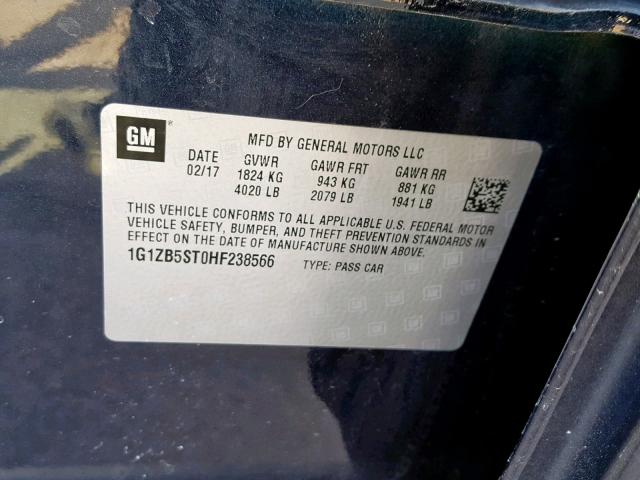 GM
MFD BY GENERAL MOTORS LLC
DATE GVWR GAWR FRT GAWR RR
02/17 1824 KG 943 KG 881 KG
4020 LB 2079 LB 1941 LB
THIS VEHICLE CONFORMS TO ALL APPLICABLE U.S. FEDERAL MOTOR
VEHICLE SAFETY, BUMPER, AND THEFT PREVENTION STANDARDS IN
EFFECT ON THE DATE OF MANUFACTURE SHOWN ABOVE.
1G1ZB5ST0HF238566 TYPE: PASS CAR